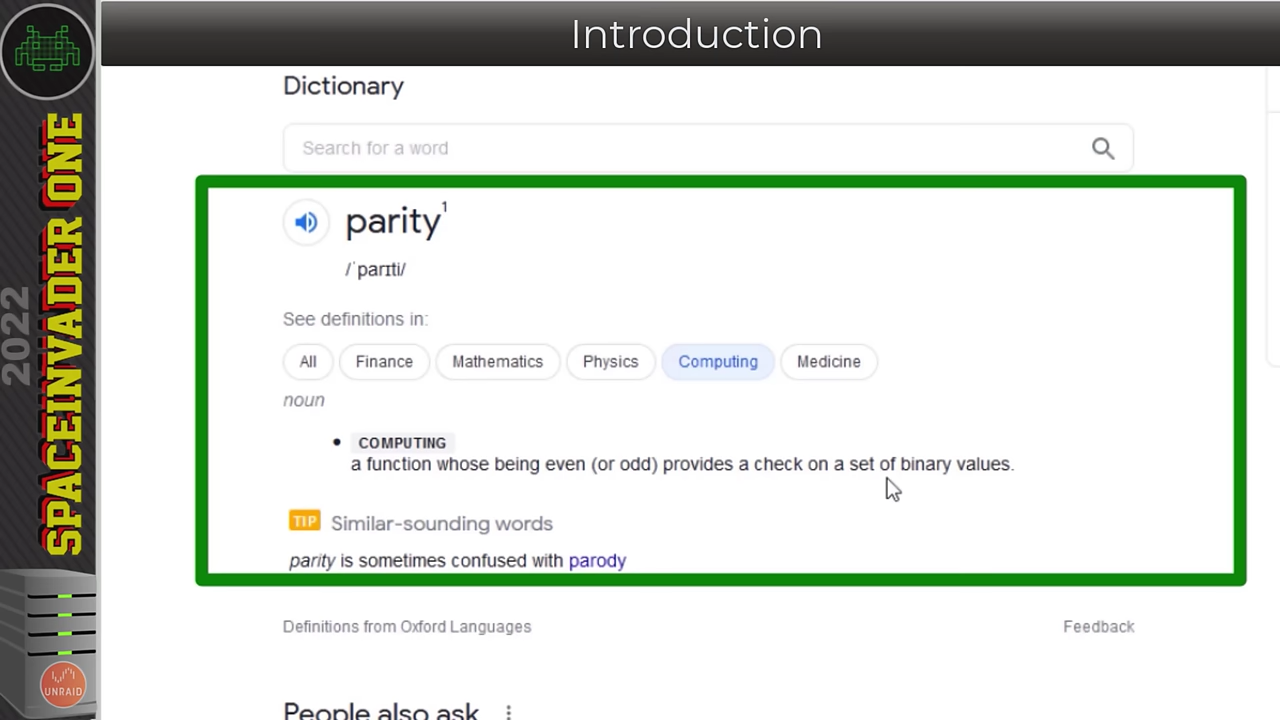 Introduction
2022
SPACEINVADER ONE
UNRAID
Dictionary
Search for a word
parity¹
/ˈparɪti/
See definitions in:
All Finance Mathematics Physics Computing Medicine
noun
• COMPUTING
a function whose being even (or odd) provides a check on a set of binary values.
TIP Similar-sounding words
parity is sometimes confused with parody
Definitions from Oxford Languages Feedback
People also ask